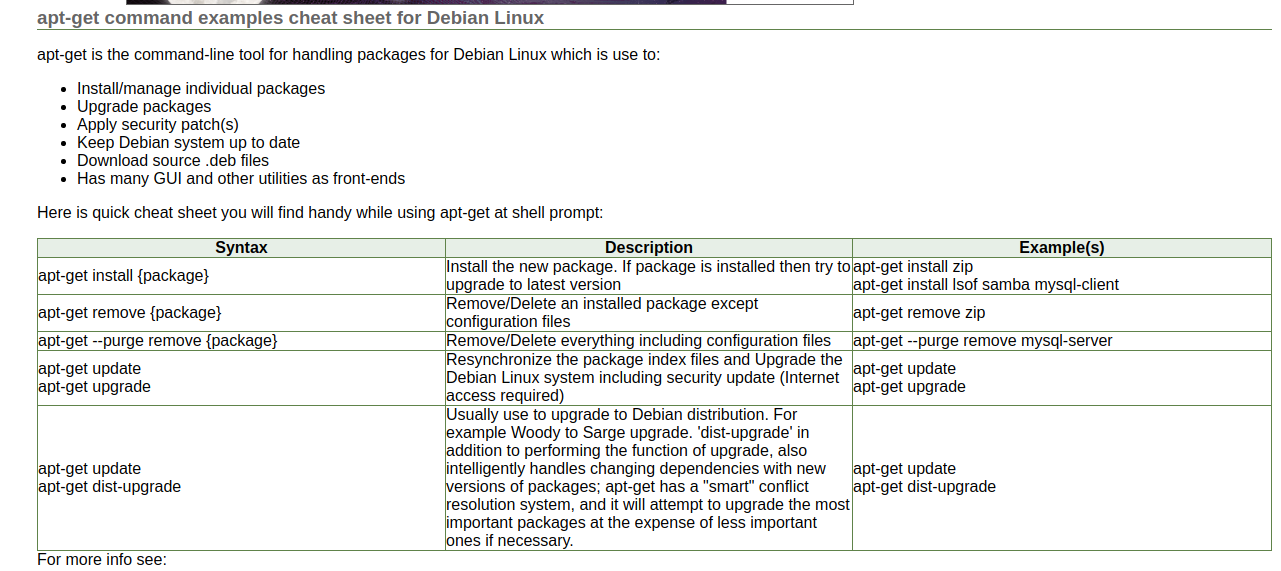 apt-get command examples cheat sheet for Debian Linux
apt-get is the command-line tool for handling packages for Debian Linux which is use to:
Install/manage individual packages
Upgrade packages
Apply security patch(s)
Keep Debian system up to date
Download source .deb files
Has many GUI and other utilities as front-ends
Here is quick cheat sheet you will find handy while using apt-get at shell prompt:
Syntax
Description
Example(s)
apt-get install {package}
Install the new package. If package is installed then try to
upgrade to latest version
apt-get install zip
apt-get install lsof samba mysql-client
apt-get remove {package}
Remove/Delete an installed package except
configuration files
apt-get remove zip
apt-get --purge remove {package}
Remove/Delete everything including configuration files
apt-get --purge remove mysql-server
apt-get update
apt-get upgrade
Resynchronize the package index files and Upgrade the
Debian Linux system including security update (Internet
access required)
apt-get update
apt-get upgrade
apt-get update
apt-get dist-upgrade
Usually use to upgrade to Debian distribution. For
example Woody to Sarge upgrade. 'dist-upgrade' in
addition to performing the function of upgrade, also
intelligently handles changing dependencies with new
versions of packages; apt-get has a "smart" conflict
resolution system, and it will attempt to upgrade the most
important packages at the expense of less important
ones if necessary.
apt-get update
apt-get dist-upgrade
For more info see: